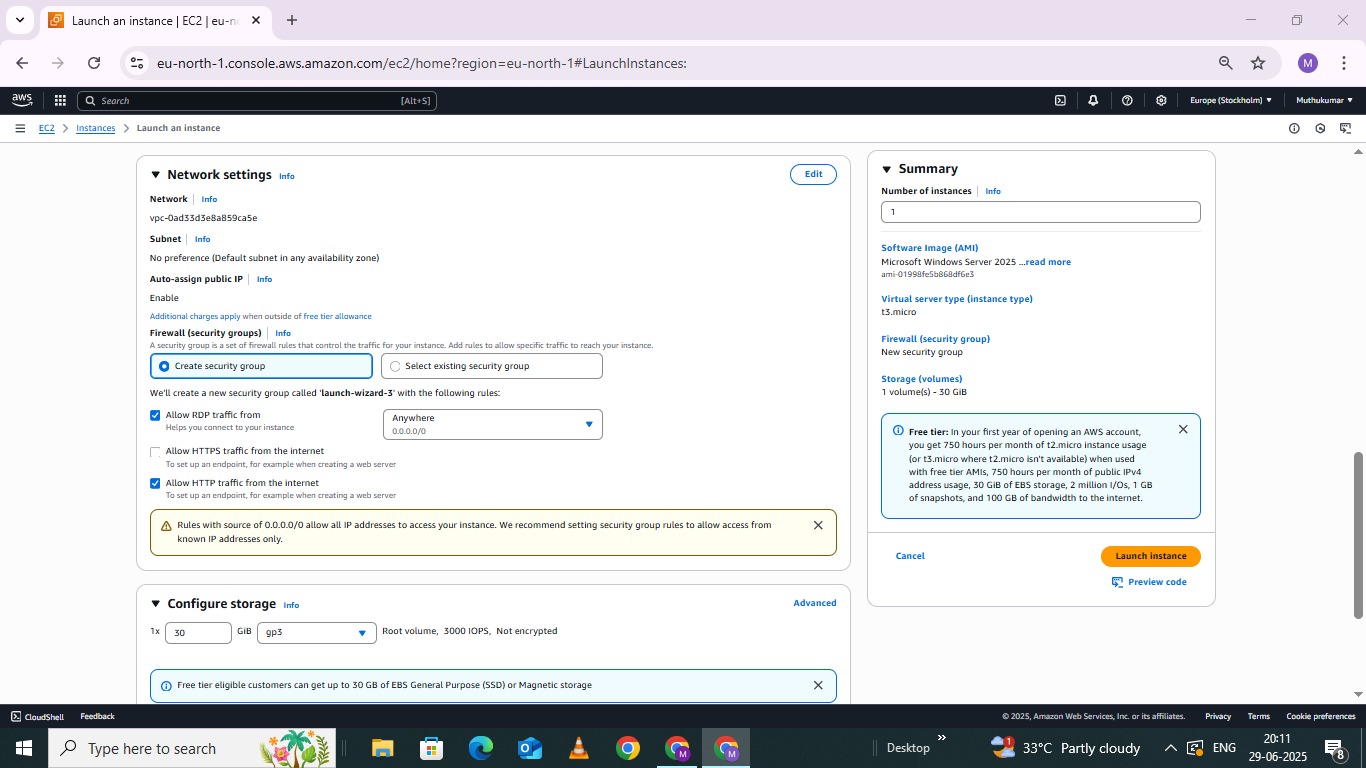 Launch an instance | EC2 | eu-n
eu-north-1.console.aws.amazon.com/ec2/home?region=eu-north-1#LaunchInstances:
M
aws
Search
[Alt+S]
Europe (Stockholm)
Muthukumar
EC2
Instances
Launch an instance
Network settings Info
Edit
Network Info
vpc-0ad33d3e8a859ca5e
Subnet Info
No preference (Default subnet in any availability zone)
Auto-assign public IP Info
Enable
Additional charges apply when outside of free tier allowance
Firewall (security groups) Info
A security group is a set of firewall rules that control the traffic for your instance. Add rules to allow specific traffic to reach your instance.
Create security group
Select existing security group
We'll create a new security group called 'launch-wizard-3' with the following rules:
Allow RDP traffic from
Helps you connect to your instance
Anywhere
0.0.0.0/0
Allow HTTPS traffic from the internet
To set up an endpoint, for example when creating a web server
Allow HTTP traffic from the internet
To set up an endpoint, for example when creating a web server
Rules with source of 0.0.0.0/0 allow all IP addresses to access your instance. We recommend setting security group rules to allow access from
known IP addresses only.
Configure storage Info
Advanced
1x 30 GiB gp3 Root volume, 3000 IOPS, Not encrypted
Free tier eligible customers can get up to 30 GB of EBS General Purpose (SSD) or Magnetic storage
Summary
Number of instances Info
1
Software Image (AMI)
Microsoft Windows Server 2025 ...read more
ami-01998fe5b868df6e3
Virtual server type (instance type)
t3.micro
Firewall (security group)
New security group
Storage (volumes)
1 volume(s) - 30 GiB
Free tier: In your first year of opening an AWS account,
you get 750 hours per month of t2.micro instance usage
(or t3.micro where t2.micro isn't available) when used
with free tier AMIs, 750 hours per month of public IPv4
address usage, 30 GiB of EBS storage, 2 million I/Os, 1 GB
of snapshots, and 100 GB of bandwidth to the internet.
Cancel
Launch instance
Preview code
CloudShell
Feedback
© 2025, Amazon Web Services, Inc. or its affiliates.
Privacy
Terms
Cookie preferences
Type here to search
M
M
Desktop
1
33°C Partly cloudy
ENG
20:11
29-06-2025
8